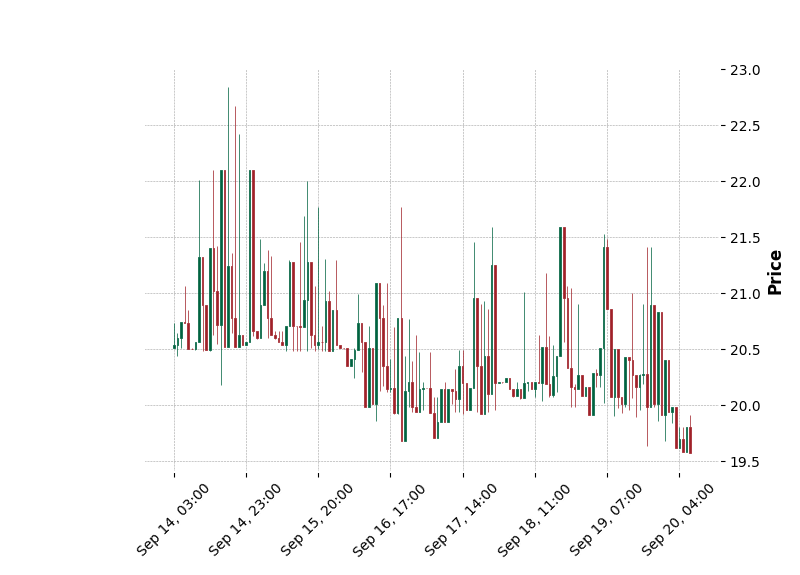 23.0
22.5
22.0
21.5
21.0
20.5
20.0
19.5
Price
Sep 14, 03:00
Sep 14, 23:00
Sep 15, 20:00
Sep 16, 17:00
Sep 17, 14:00
Sep 18, 11:00
Sep 19, 07:00
Sep 20, 04:00